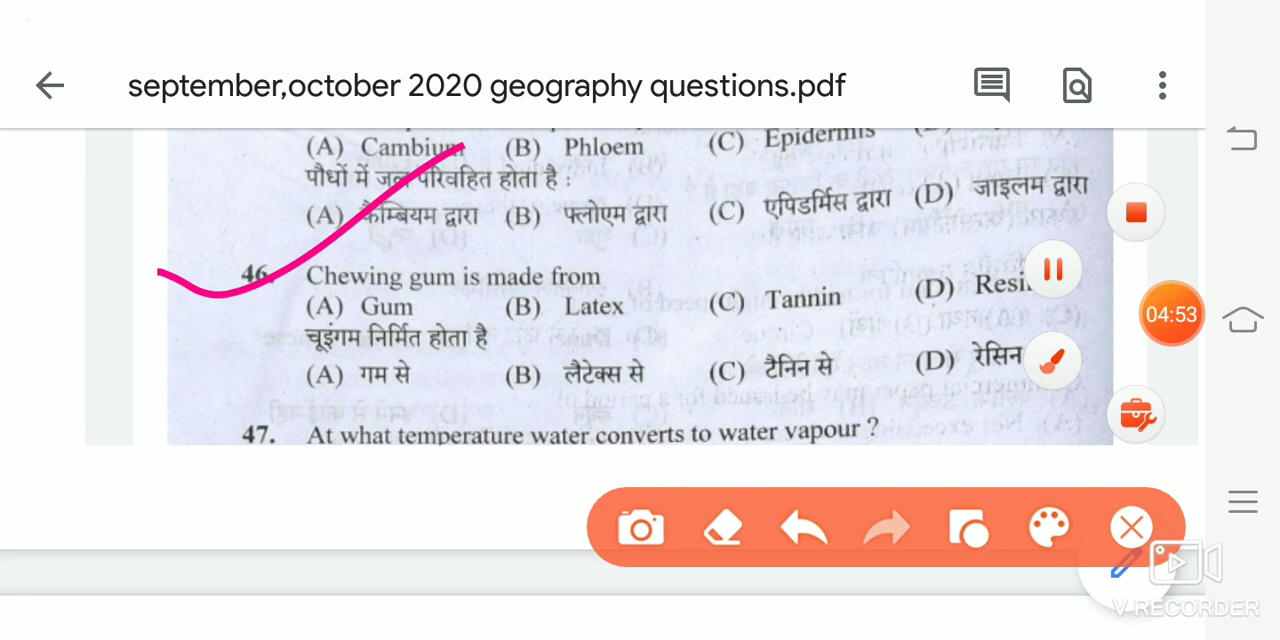 september,october 2020 geography questions.pdf
(A) Cambium (B) Phloem (C) Epidermis
पौधों में जल परिवहित होता है :
(A) कैम्बियम द्वारा (B) फ्लोएम द्वारा (C) एपिडर्मिस द्वारा (D) जाइलम द्वारा
46. Chewing gum is made from
(A) Gum (B) Latex (C) Tannin (D) Resi
चूइंगम निर्मित होता है
(A) गम से (B) लैटेक्स से (C) टैनिन से (D) रेसिन
47. At what temperature water converts to water vapour ?
04:53
V RECORDER